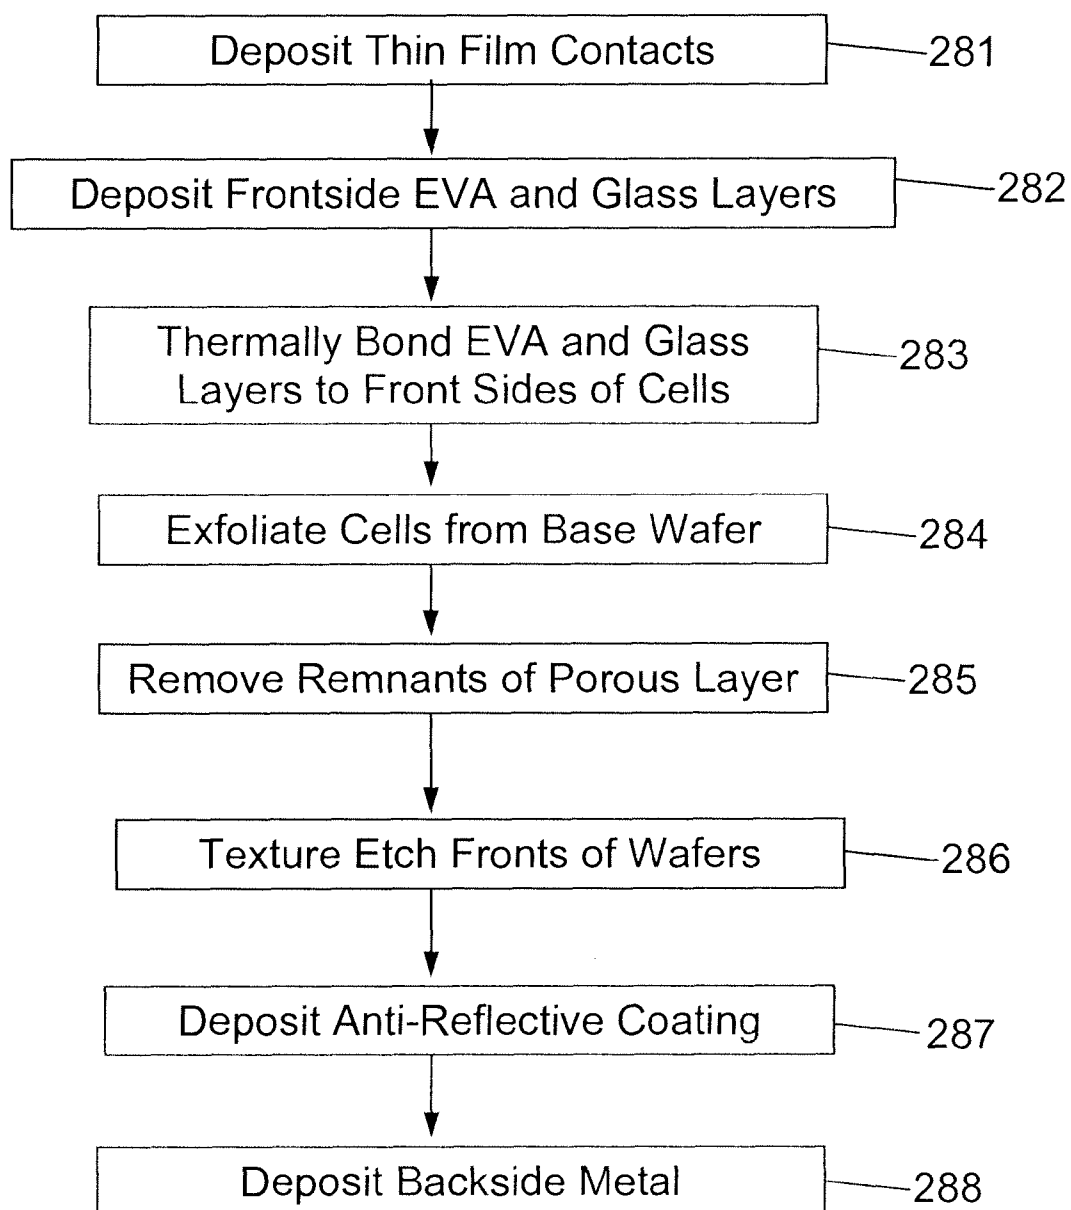 Deposit Thin Film Contacts
281
Deposit Frontside EVA and Glass Layers
282
Thermally Bond EVA and Glass
Layers to Front Sides of Cells
283
Exfoliate Cells from Base Wafer
284
Remove Remnants of Porous Layer
285
Texture Etch Fronts of Wafers
286
Deposit Anti-Reflective Coating
287
Deposit Backside Metal
288